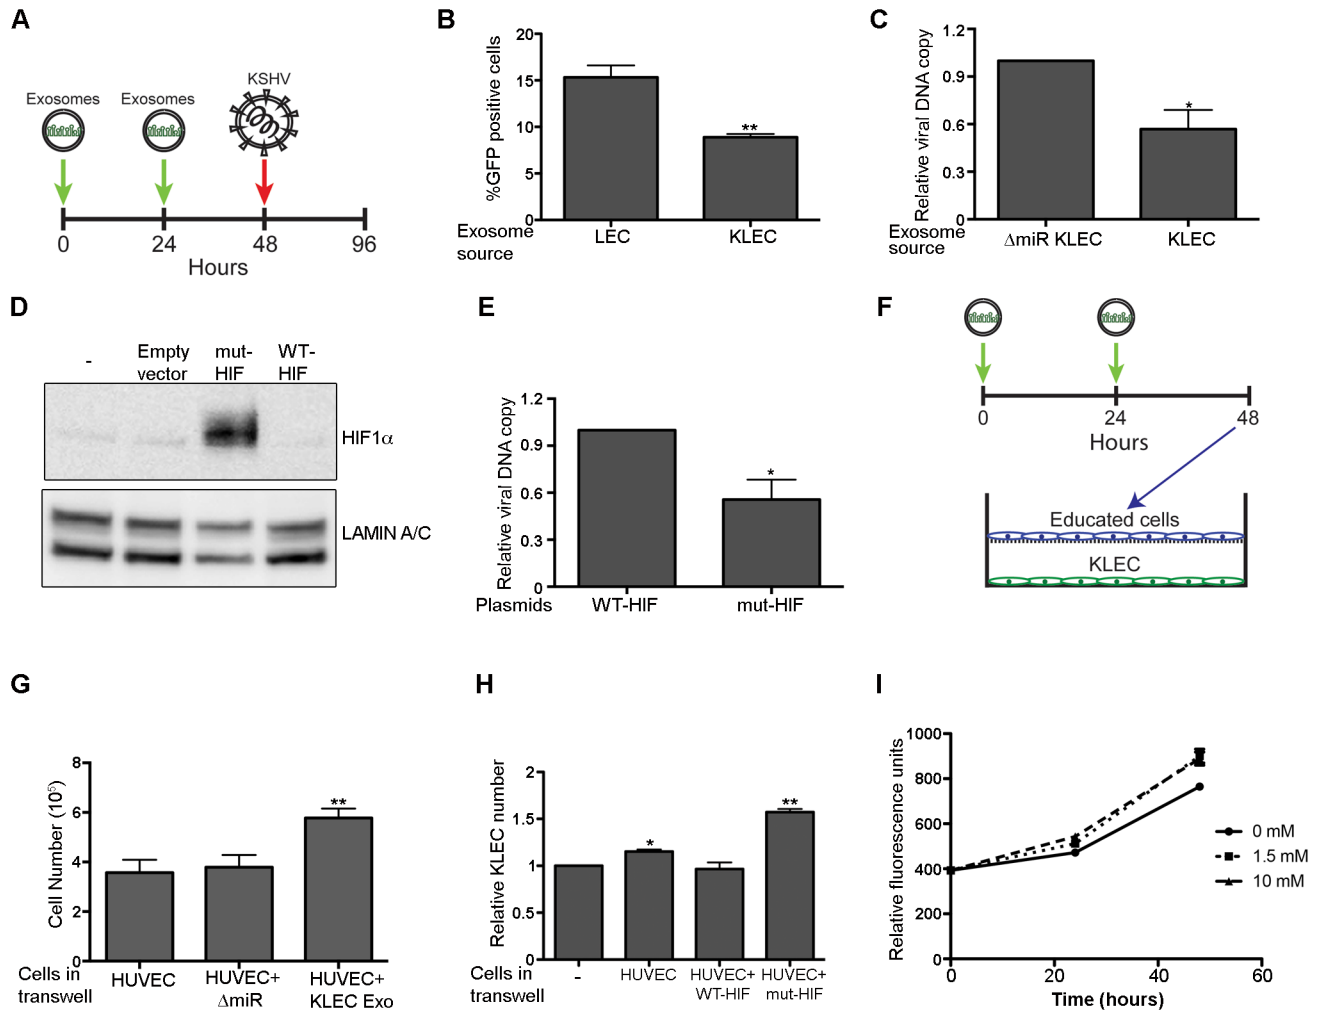 A
Exosomes
Exosomes
KSHV
0
24
48
96
Hours
B
%GFP positive cells
20
15
10
5
0
**
Exosome
source
LEC
KLEC
C
Relative viral DNA copy
1.2
0.9
0.6
0.3
0
*
Exosome
source
ΔmiR KLEC
KLEC
D
-
Empty
vector
mut-
HIF
WT-
HIF
HIF1α
LAMIN A/C
E
Relative viral DNA copy
1.2
0.9
0.6
0.3
0
*
Plasmids
WT-HIF
mut-HIF
F
0
24
48
Hours
Educated cells
KLEC
G
Cell Number (10⁵)
8
6
4
2
0
**
Cells in
transwell
HUVEC
HUVEC+
ΔmiR
HUVEC+
KLEC Exo
H
Relative KLEC number
2
1.5
1
0.5
0
*
**
Cells in
transwell
-
HUVEC
HUVEC+
WT-HIF
HUVEC+
mut-HIF
I
Relative fluorescence units
1000
800
600
400
200
0
0
20
40
60
Time (hours)
0 mM
1.5 mM
10 mM